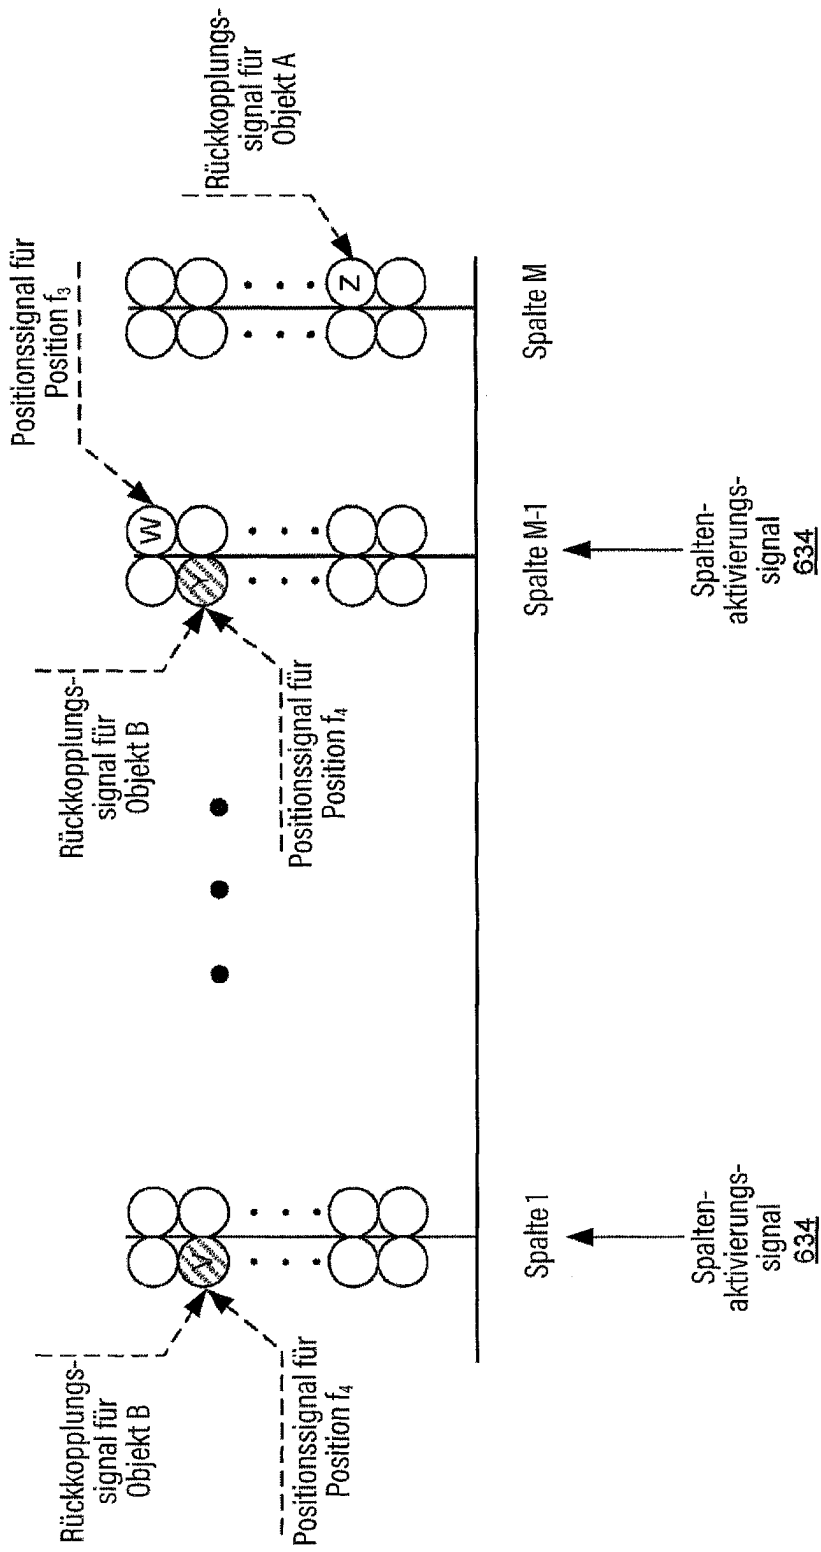 Rückkopplungs-
signal für
Objekt B
Positionssignal für
Position f₄
V
Rückkopplungs-
signal für
Objekt B
Positionssignal für
Position f₄
Y
Positionssignal für
Position f₃
W
Rückkopplungs-
signal für
Objekt A
Z
Spalte 1
Spalte M-1
Spalte M
Spalten-
aktivierungs-
signal
634
Spalten-
aktivierungs-
signal
634